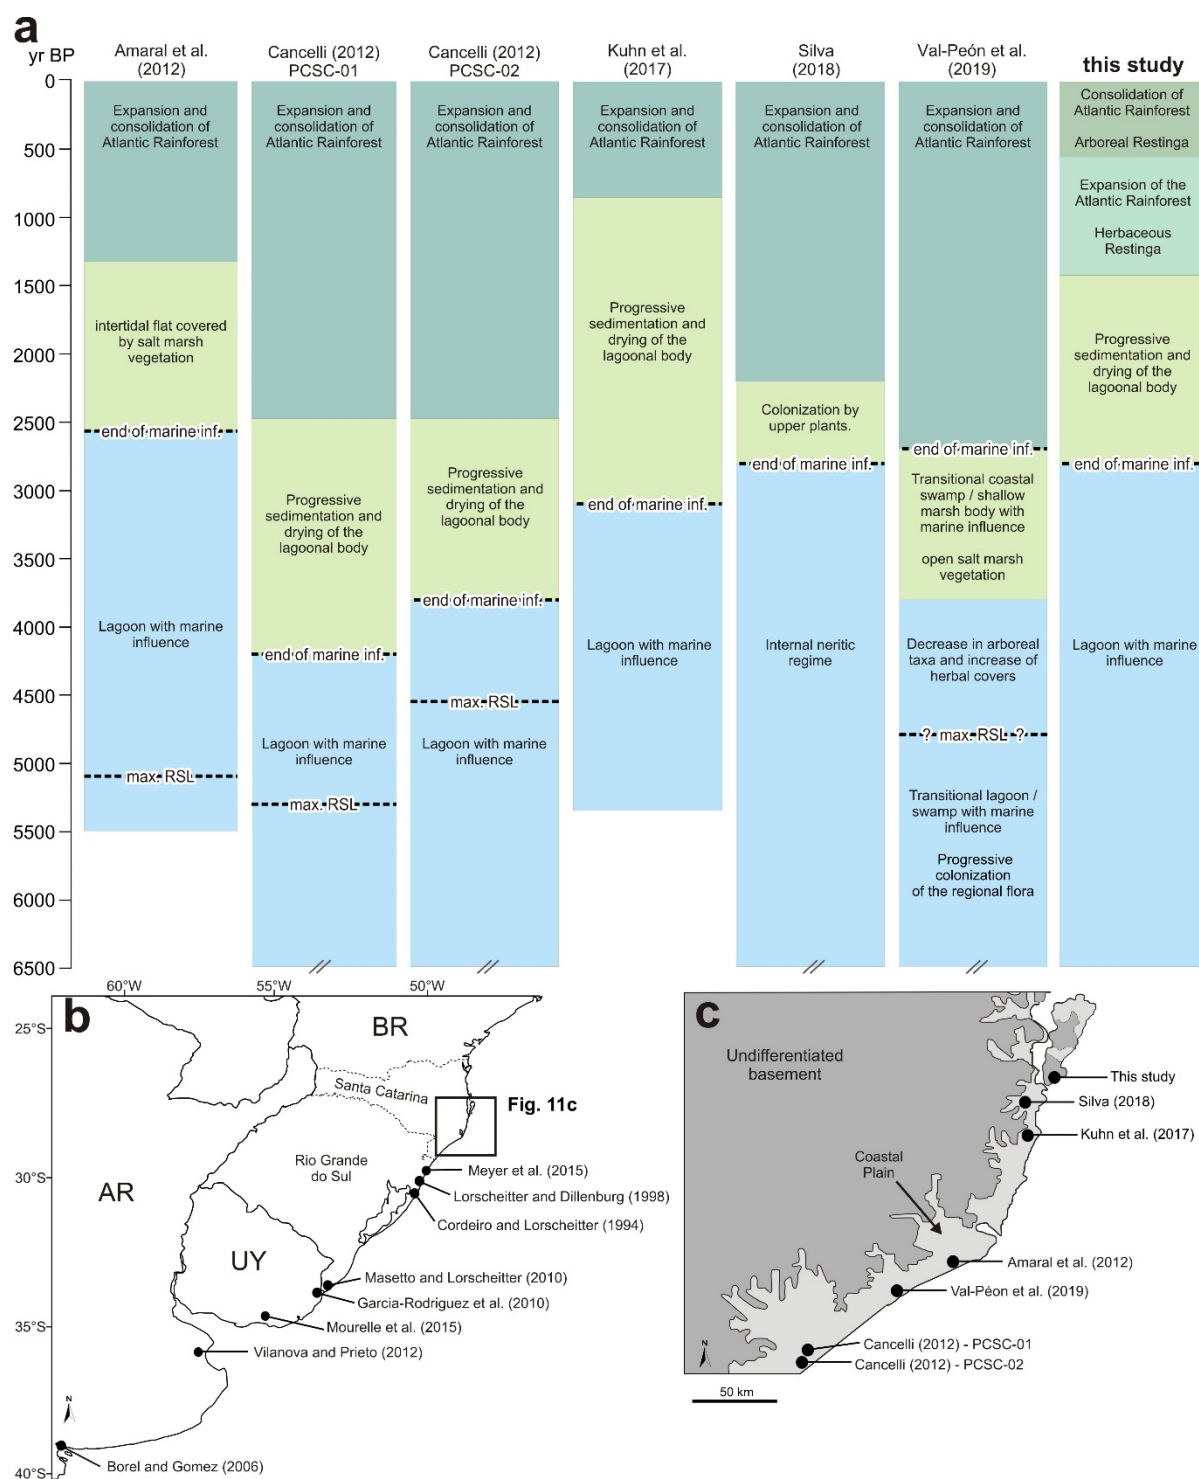 a
yr BP
Amaral et al.
(2012)
Cancelli (2012)
PCSC-01
Cancelli (2012)
PCSC-02
Kuhn et al.
(2017)
Silva
(2018)
Val-Peón et al.
(2019)
this study
0
500
1000
1500
2000
2500
3000
3500
4000
4500
5000
5500
6000
6500
Expansion and
consolidation of
Atlantic Rainforest
intertidal flat covered
by salt marsh
vegetation
end of marine inf.
Lagoon with marine
influence
max. RSL
Expansion and
consolidation of
Atlantic Rainforest
Progressive
sedimentation and
drying of the
lagoonal body
end of marine inf.
Lagoon with marine
influence
max. RSL
Expansion and
consolidation of
Atlantic Rainforest
Progressive
sedimentation and
drying of the
lagoonal body
end of marine inf.
max. RSL
Lagoon with marine
influence
Expansion and
consolidation of
Atlantic Rainforest
Progressive
sedimentation and
drying of the
lagoonal body
end of marine inf.
Lagoon with marine
influence
Expansion and
consolidation of
Atlantic Rainforest
Colonization by
upper plants.
end of marine inf.
Internal neritic
regime
Expansion and
consolidation of
Atlantic Rainforest
end of marine inf.
Transitional coastal
swamp / shallow
marsh body with
marine influence
open salt marsh
vegetation
Decrease in arboreal
taxa and increase of
herbal covers
? max. RSL ?
Transitional lagoon /
swamp with marine
influence
Progressive
colonization
of the regional flora
Consolidation of
Atlantic Rainforest
Arboreal Restinga
Expansion of the
Atlantic Rainforest
Herbaceous
Restinga
Progressive
sedimentation and
drying of the
lagoonal body
end of marine inf.
Lagoon with marine
influence
b
60°W
55°W
50°W
25°S
30°S
35°S
40°S
BR
Santa Catarina
Fig. 11c
Rio Grande
do Sul
AR
UY
Meyer et al. (2015)
Lorscheitter and Dillenburg (1998)
Cordeiro and Lorscheitter (1994)
Masetto and Lorscheitter (2010)
Garcia-Rodriguez et al. (2010)
Mourelle et al. (2015)
Vilanova and Prieto (2012)
N
Borel and Gomez (2006)
c
Undifferentiated
basement
This study
Silva (2018)
Kuhn et al. (2017)
Coastal
Plain
Amaral et al. (2012)
Val-Péon et al. (2019)
Cancelli (2012) - PCSC-01
Cancelli (2012) - PCSC-02
N
50 km